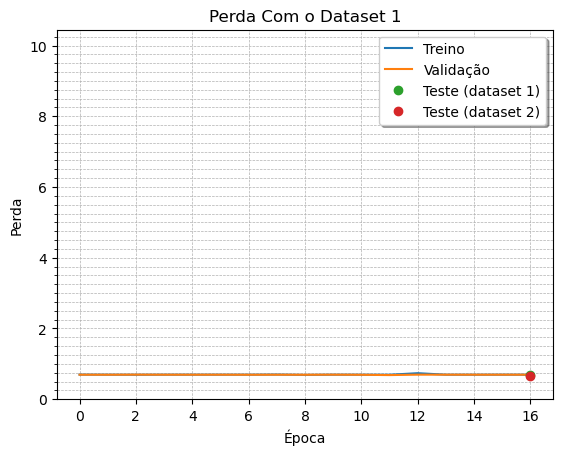 Perda Com o Dataset 1
Treino
Validação
Teste (dataset 1)
Teste (dataset 2)
10
8
6
4
2
0
Perda
0 2 4 6 8 10 12 14 16
Época